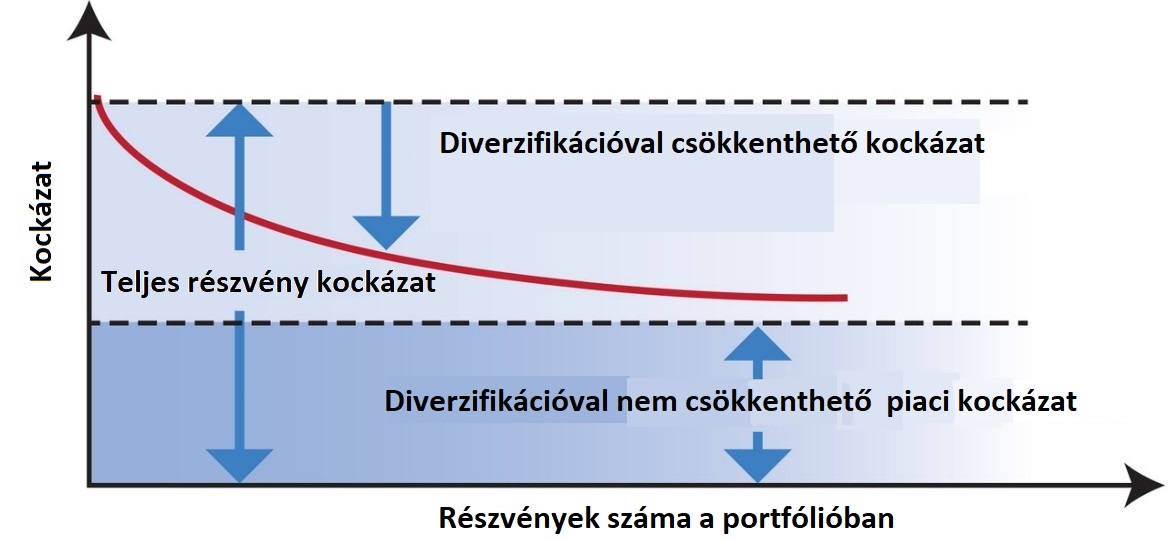 Kockázat
Diverzifikációval csökkenthető kockázat
Teljes részvény kockázat
Diverzifikációval nem csökkenthető piaci kockázat
Részvények száma a portfólióban